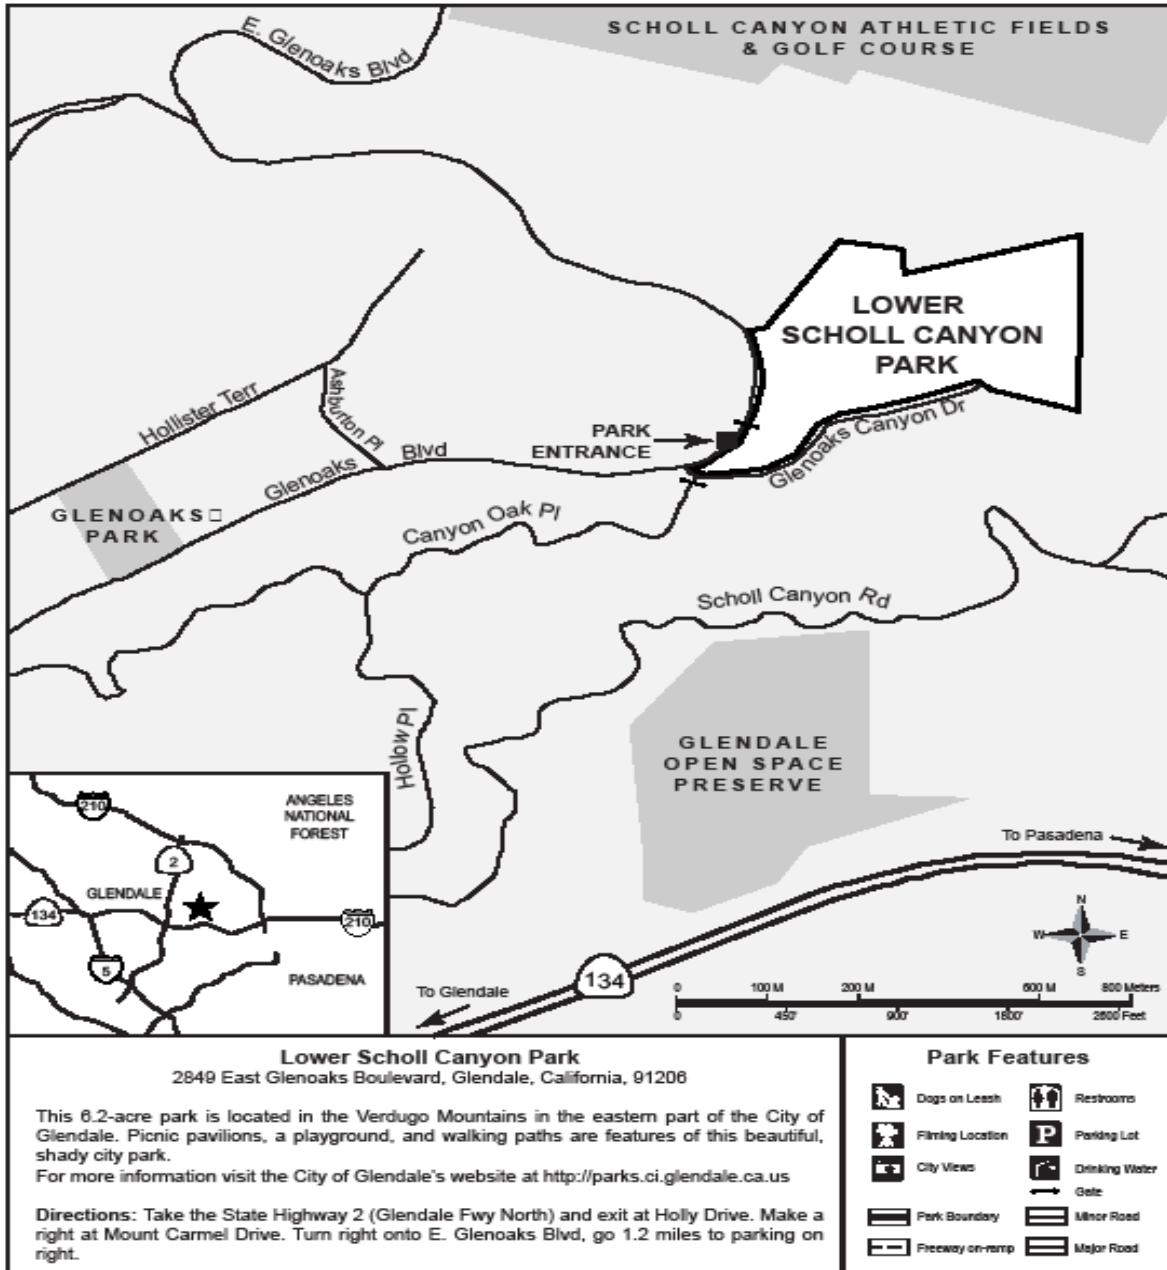 SCHOLL CANYON ATHLETIC FIELDS
& GOLF COURSE
E. Glenoaks Blvd
LOWER
SCHOLL CANYON
PARK
Hollister Terr
Ashburton Pl
PARK
ENTRANCE
Glenoaks Blvd
Glenoaks Canyon Dr
GLENOAKS□
PARK
Canyon Oak Pl
Scholl Canyon Rd
Hollow Pl
GLENDALE
OPEN SPACE
PRESERVE
To Pasadena
210
ANGELES
NATIONAL
FOREST
2
GLENDALE
134
210
5
PASADENA
N
W E
S
134
To Glendale
0 100 M 200 M 600 M 800 Meters
0 450' 900' 1800' 2600 Feet
Lower Scholl Canyon Park
2849 East Glenoaks Boulevard, Glendale, California, 91206
This 6.2-acre park is located in the Verdugo Mountains in the eastern part of the City of
Glendale. Picnic pavilions, a playground, and walking paths are features of this beautiful,
shady city park.
For more information visit the City of Glendale's website at http://parks.ci.glendale.ca.us
Directions: Take the State Highway 2 (Glendale Fwy North) and exit at Holly Drive. Make a
right at Mount Carmel Drive. Turn right onto E. Glenoaks Blvd, go 1.2 miles to parking on
right.
Park Features
Dogs on Leash
Restrooms
Filming Location
P Parking Lot
City Views
Drinking Water
Gate
Park Boundary
Minor Road
Freeway on-ramp
Major Road